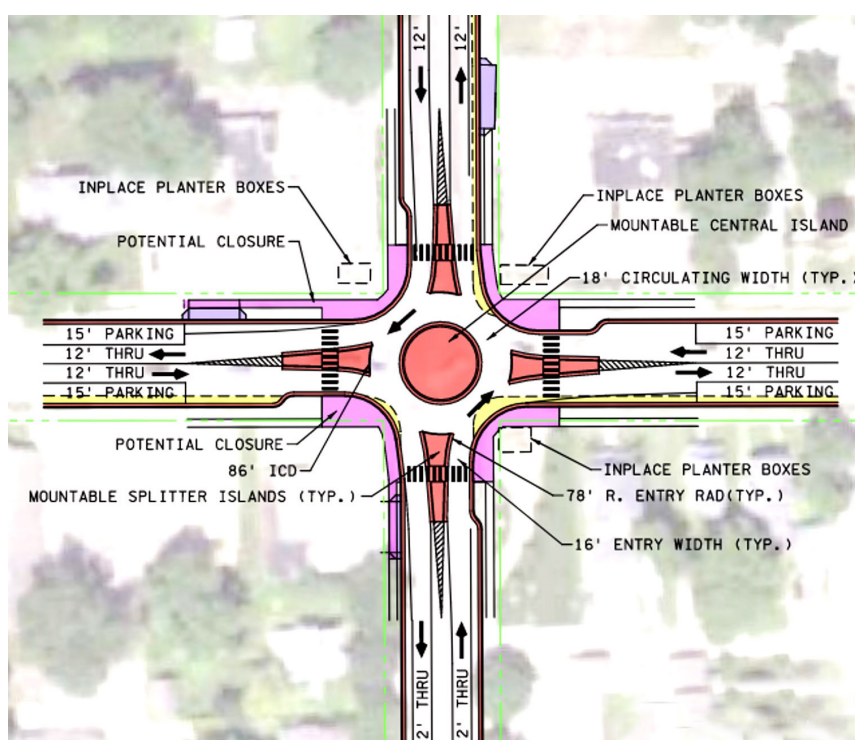 12'
12'
INPLACE PLANTER BOXES
INPLACE PLANTER BOXES
MOUNTABLE CENTRAL ISLAND
POTENTIAL CLOSURE
18' CIRCULATING WIDTH (TYP.)
15' PARKING
12' THRU
12' THRU
15' PARKING
15' PARKING
12' THRU
12' THRU
15' PARKING
POTENTIAL CLOSURE
86' ICD
MOUNTABLE SPLITTER ISLANDS (TYP.)
INPLACE PLANTER BOXES
78' R. ENTRY RAD(TYP.)
16' ENTRY WIDTH (TYP.)
2' THRU
2' THRU